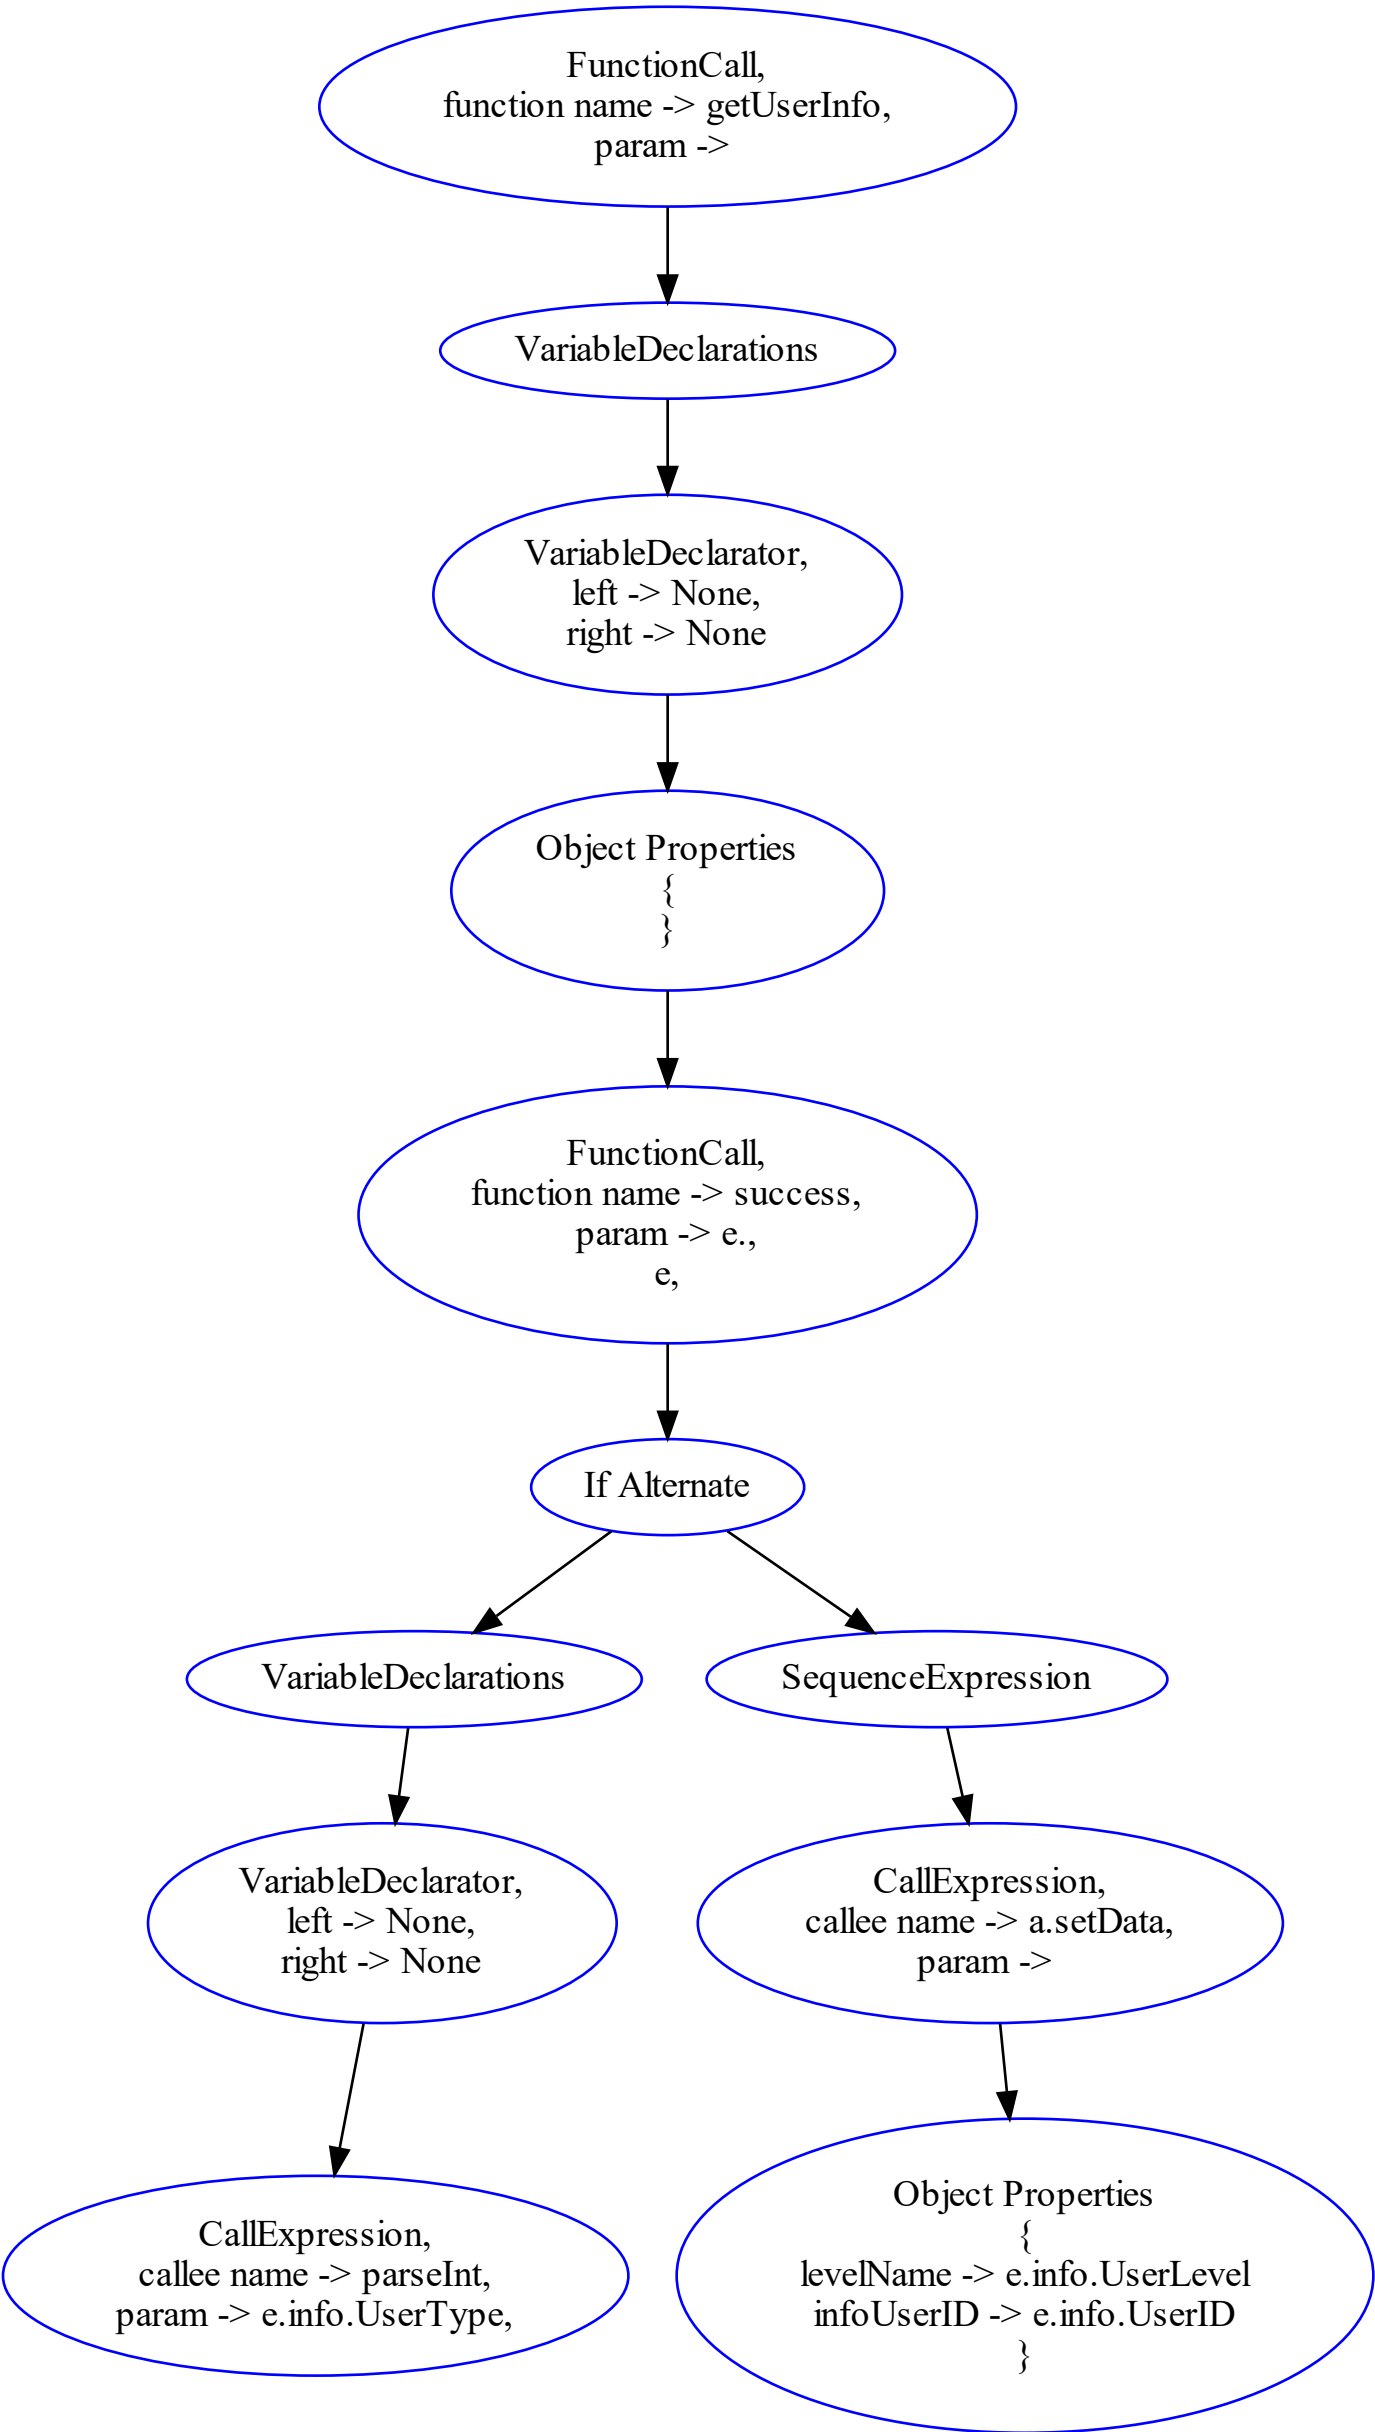 FunctionCall,
function name -> getUserInfo,
param ->
VariableDeclarations
VariableDeclarator,
left -> None,
right -> None
Object Properties
{
}
FunctionCall,
function name -> success,
param -> e.,
e,
If Alternate
VariableDeclarations
SequenceExpression
VariableDeclarator,
left -> None,
right -> None
CallExpression,
callee name -> a.setData,
param ->
CallExpression,
callee name -> parseInt,
param -> e.info.UserType,
Object Properties
{
levelName -> e.info.UserLevel
infoUserID -> e.info.UserID
}